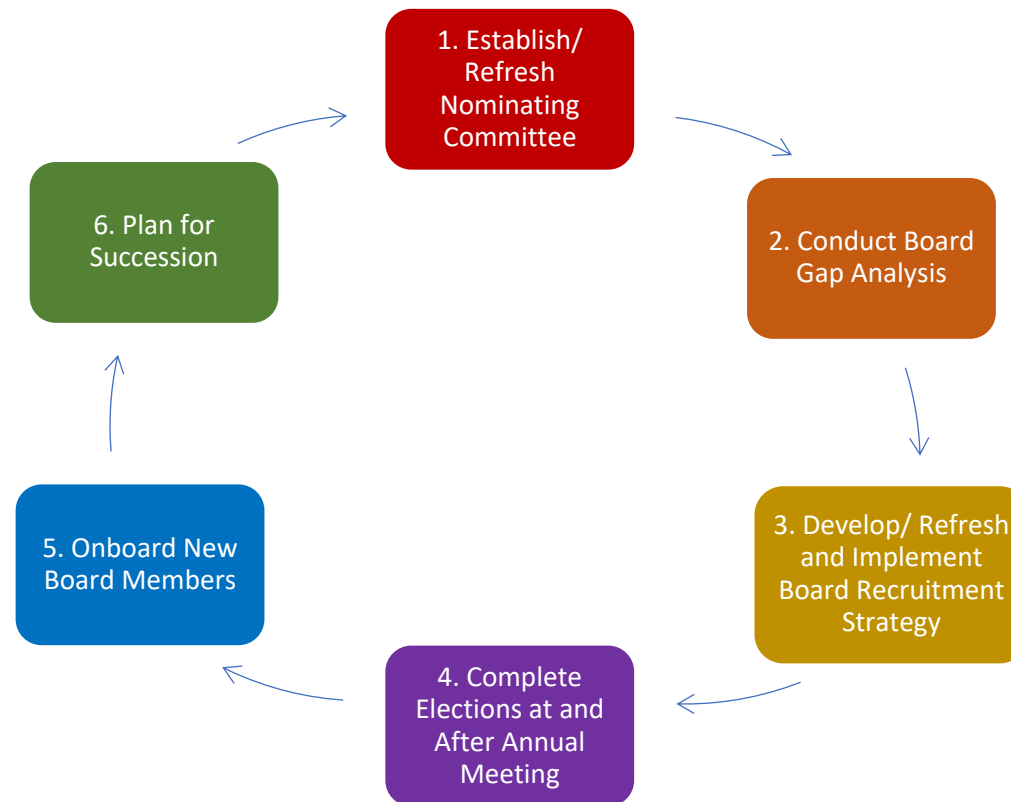 1. Establish/
Refresh
Nominating
Committee
2. Conduct Board
Gap Analysis
3. Develop/ Refresh
and Implement
Board Recruitment
Strategy
4. Complete
Elections at and
After Annual
Meeting
5. Onboard New
Board Members
6. Plan for
Succession